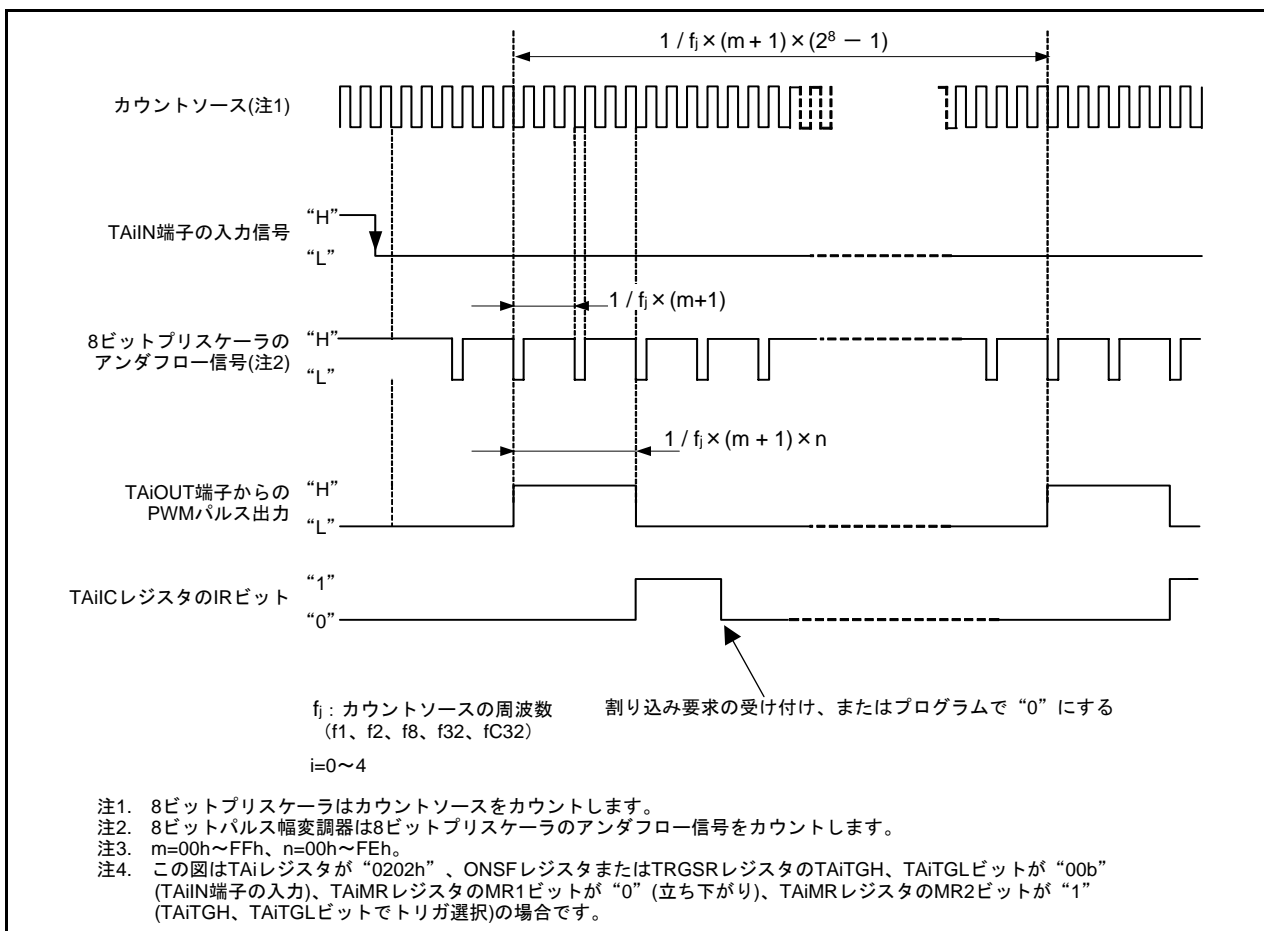 1 / fj × (m + 1) × (2⁸ − 1)
カウントソース(注1)
“H”
TAiIN端子の入力信号
“L”
1 / fj × (m+1)
8ビットプリスケーラの “H”
アンダフロー信号(注2)
“L”
1 / fj × (m + 1) × n
TAiOUT端子からの “H”
PWMパルス出力
“L”
“1”
TAiICレジスタのIRビット
“0”
fj : カウントソースの周波数
(f1、f2、f8、f32、fC32)
割り込み要求の受け付け、またはプログラムで“0”にする
i=0～4
注1. 8ビットプリスケーラはカウントソースをカウントします。
注2. 8ビットパルス幅変調器は8ビットプリスケーラのアンダフロー信号をカウントします。
注3. m=00h～FFh、n=00h～FEh。
注4. この図はTAiレジスタが“0202h”、ONSFレジスタまたはTRGSRレジスタのTAiTGH、TAiTGLビットが“00b”
(TAiIN端子の入力)、TAiMRレジスタのMR1ビットが“0”(立ち下がり)、TAiMRレジスタのMR2ビットが“1”
(TAiTGH、TAiTGLビットでトリガ選択)の場合です。